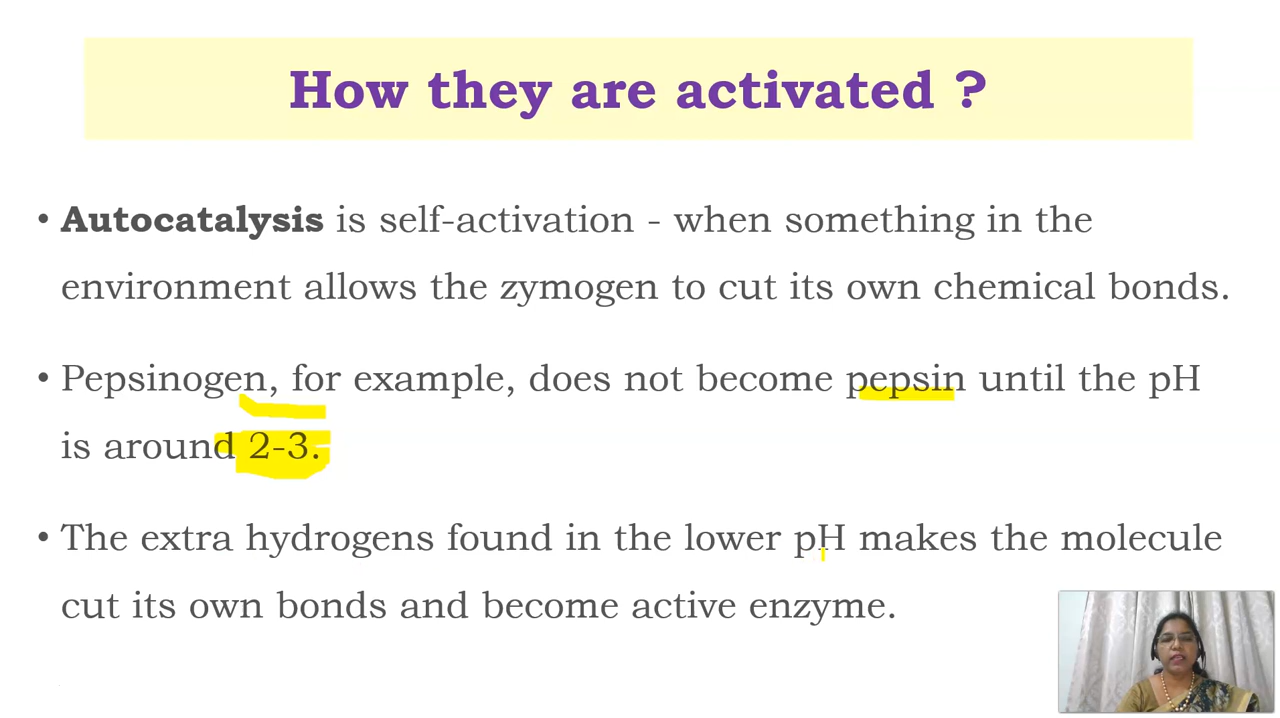 How they are activated ?
• Autocatalysis is self-activation - when something in the
environment allows the zymogen to cut its own chemical bonds.
• Pepsinogen, for example, does not become pepsin until the pH
is around 2-3.
• The extra hydrogens found in the lower pH makes the molecule
cut its own bonds and become active enzyme.